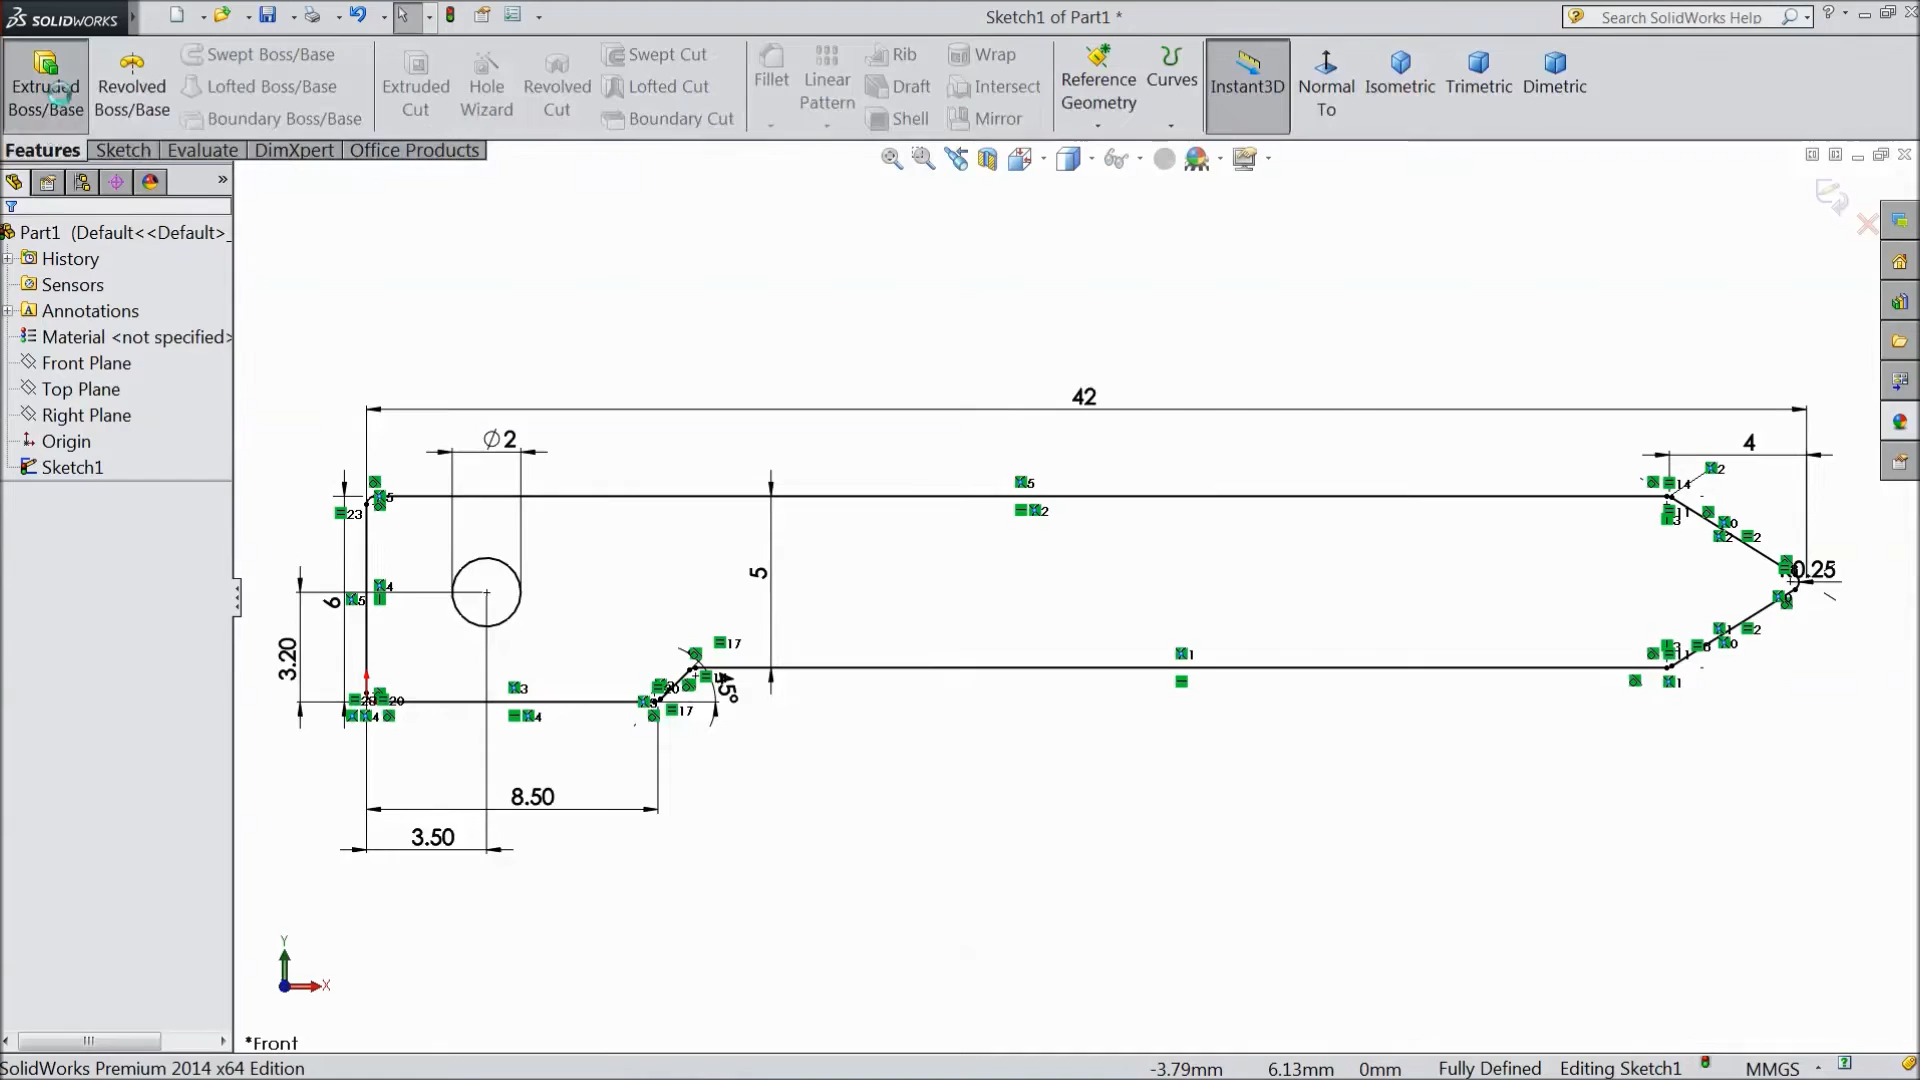 SOLIDWORKS
Sketch1 of Part1 *
Search SolidWorks Help
Extruded Boss/Base
Revolved Boss/Base
Swept Boss/Base
Lofted Boss/Base
Boundary Boss/Base
Extruded Cut
Hole Wizard
Revolved Cut
Swept Cut
Lofted Cut
Boundary Cut
Fillet
Linear Pattern
Rib
Draft
Shell
Wrap
Intersect
Mirror
Reference Geometry
Curves
Instant3D
Normal To
Isometric
Trimetric
Dimetric
Features
Sketch
Evaluate
DimXpert
Office Products
Part1 (Default<<Default>_
History
Sensors
Annotations
Material <not specified>
Front Plane
Top Plane
Right Plane
Origin
Sketch1
42
∅2
4
5
6
3.20
45°
8.50
3.50
Y
X
*Front
SolidWorks Premium 2014 x64 Edition
-3.79mm
6.13mm
0mm
Fully Defined
Editing Sketch1
MMGS